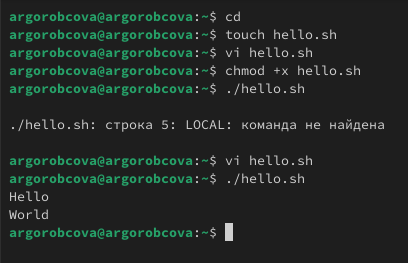 argorobcova@argorobcova:~$ cd
argorobcova@argorobcova:~$ touch hello.sh
argorobcova@argorobcova:~$ vi hello.sh
argorobcova@argorobcova:~$ chmod +x hello.sh
argorobcova@argorobcova:~$ ./hello.sh
./hello.sh: строка 5: LOCAL: команда не найдена
argorobcova@argorobcova:~$ vi hello.sh
argorobcova@argorobcova:~$ ./hello.sh
Hello
World
argorobcova@argorobcova:~$